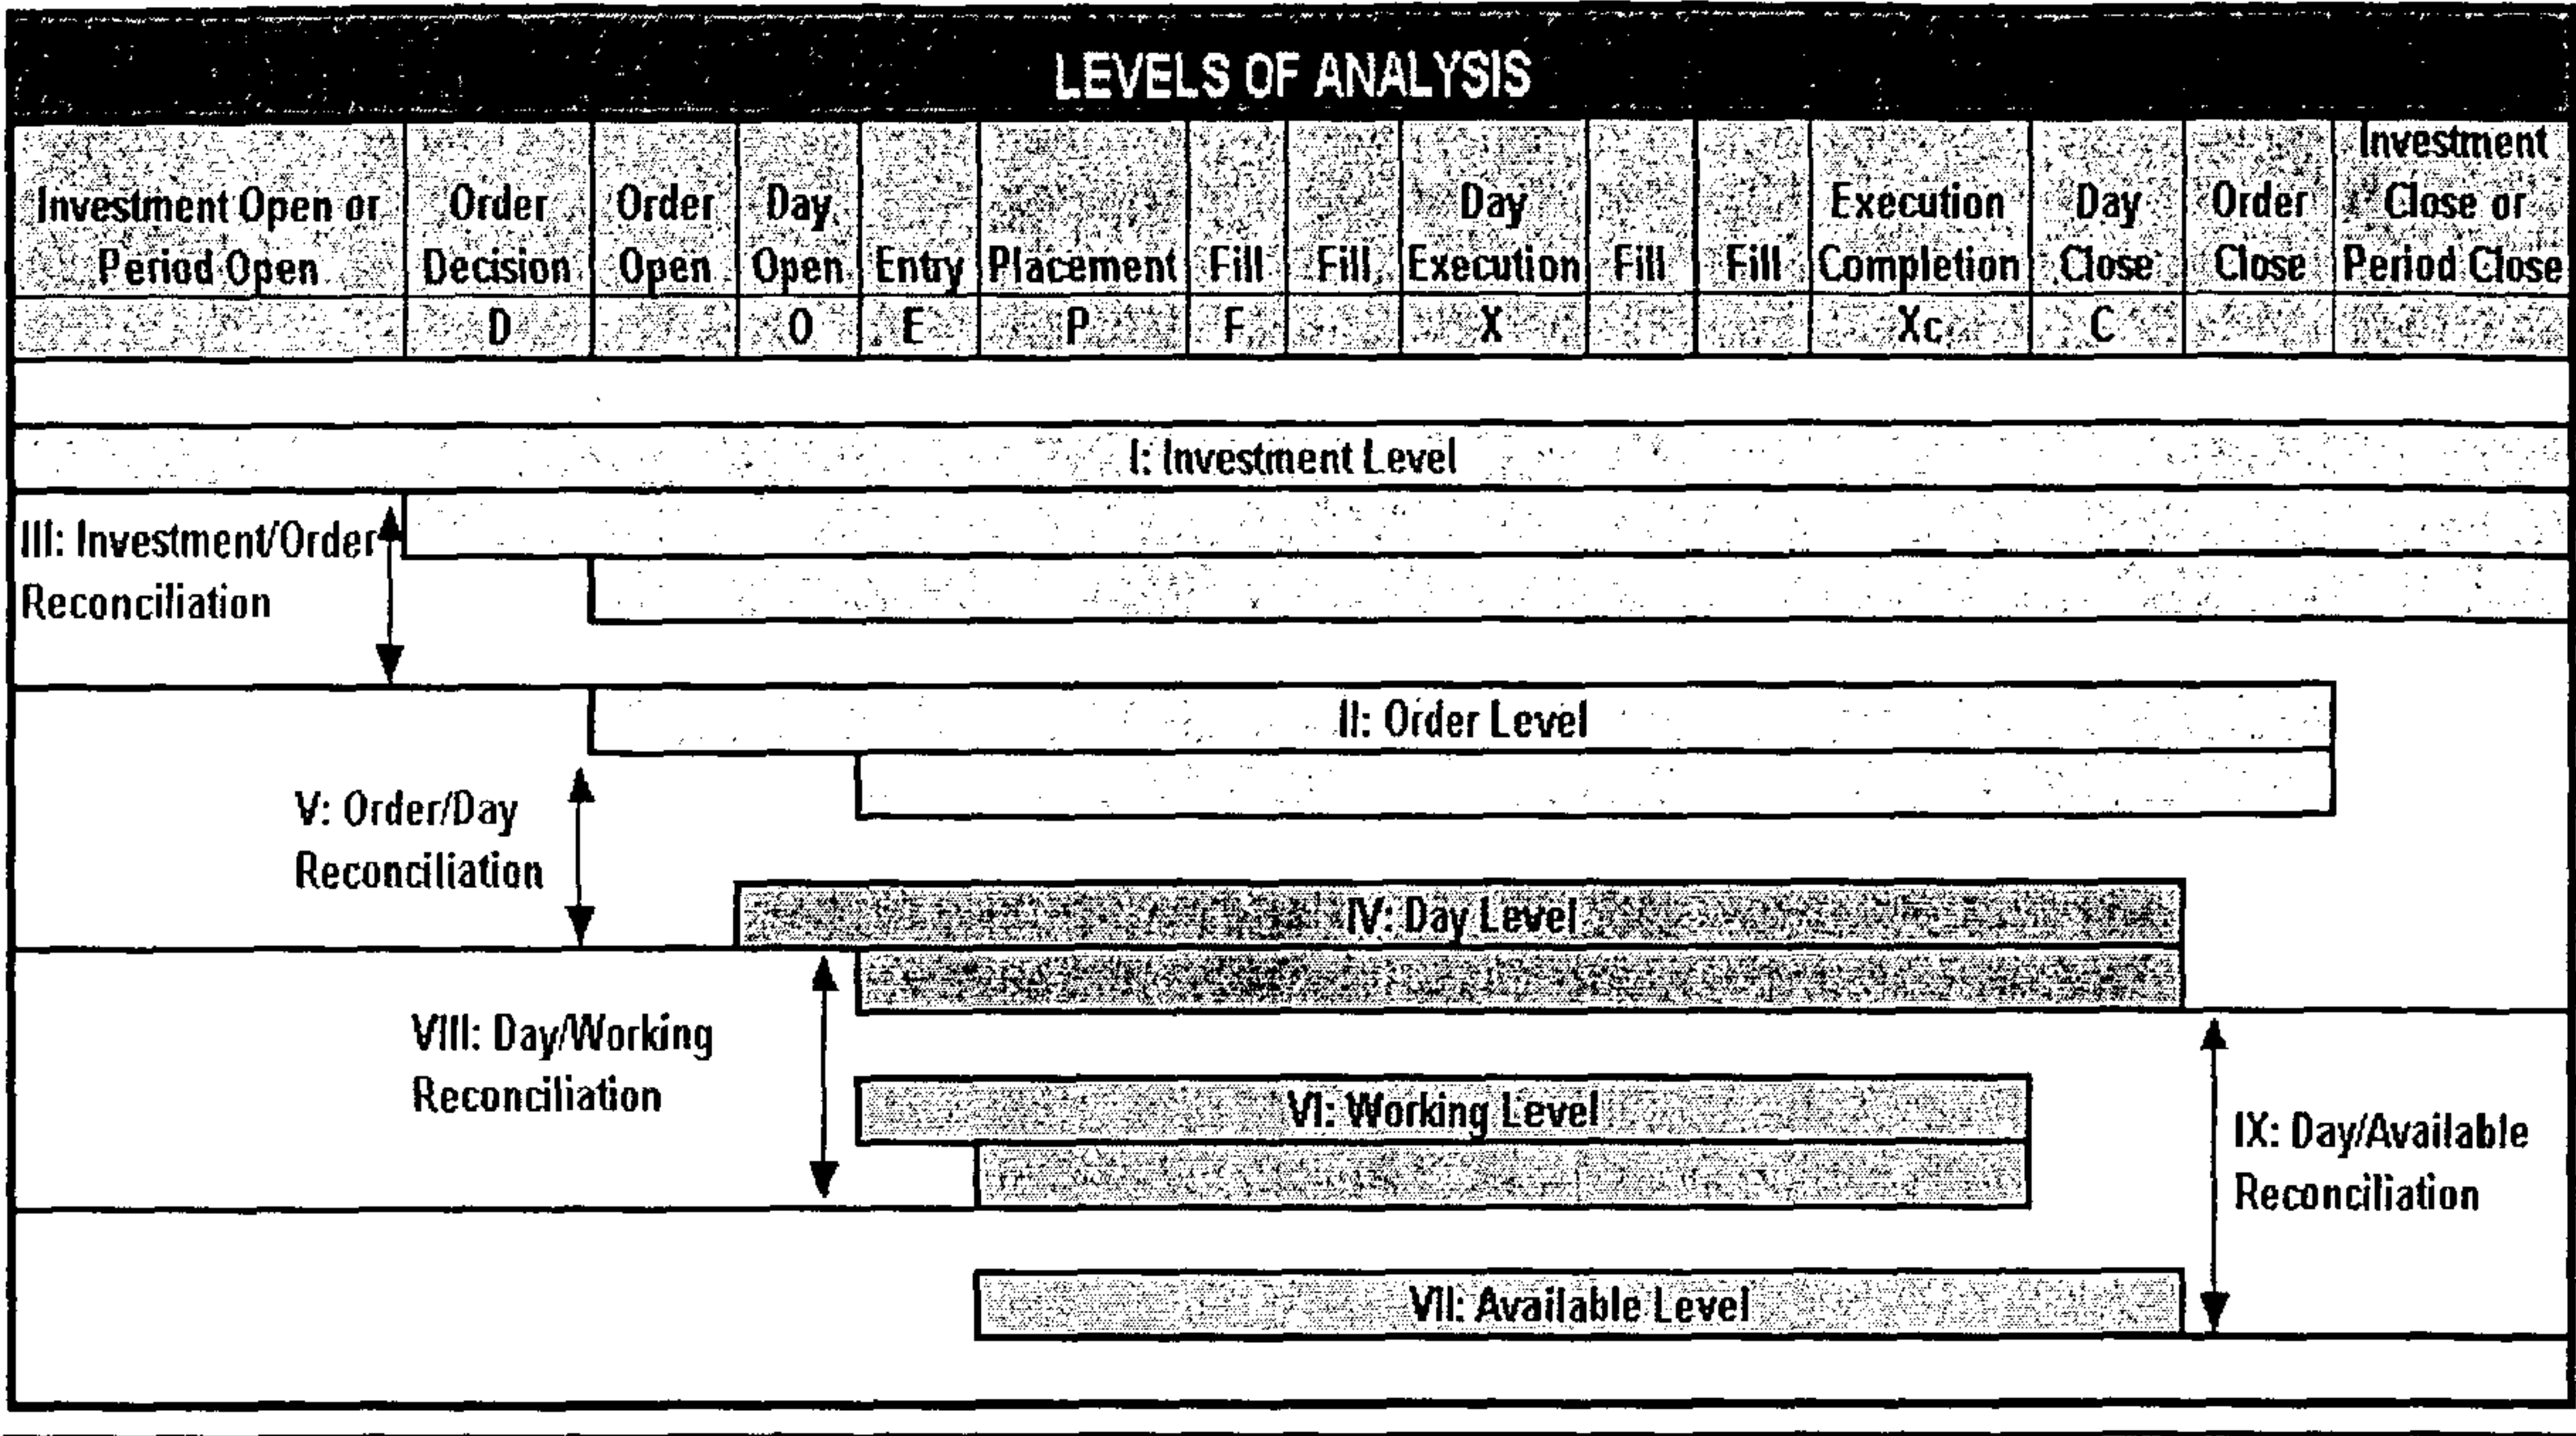 LEVELS OF ANALYSIS
Investment Open or
Period Open
Order
Decision
Order
Open
Day
Open
Entry
Placement
Fill
Fill
Day
Execution
Fill
Fill
Execution
Completion
Day
Close
Order
Close
Investment
Close or
Period Close
D
O
E
P
F
X
Xc
C
I: Investment Level
III: Investment/Order
Reconciliation
II: Order Level
V: Order/Day
Reconciliation
IV: Day Level
VIII: Day/Working
Reconciliation
VI: Working Level
IX: Day/Available
Reconciliation
VII: Available Level